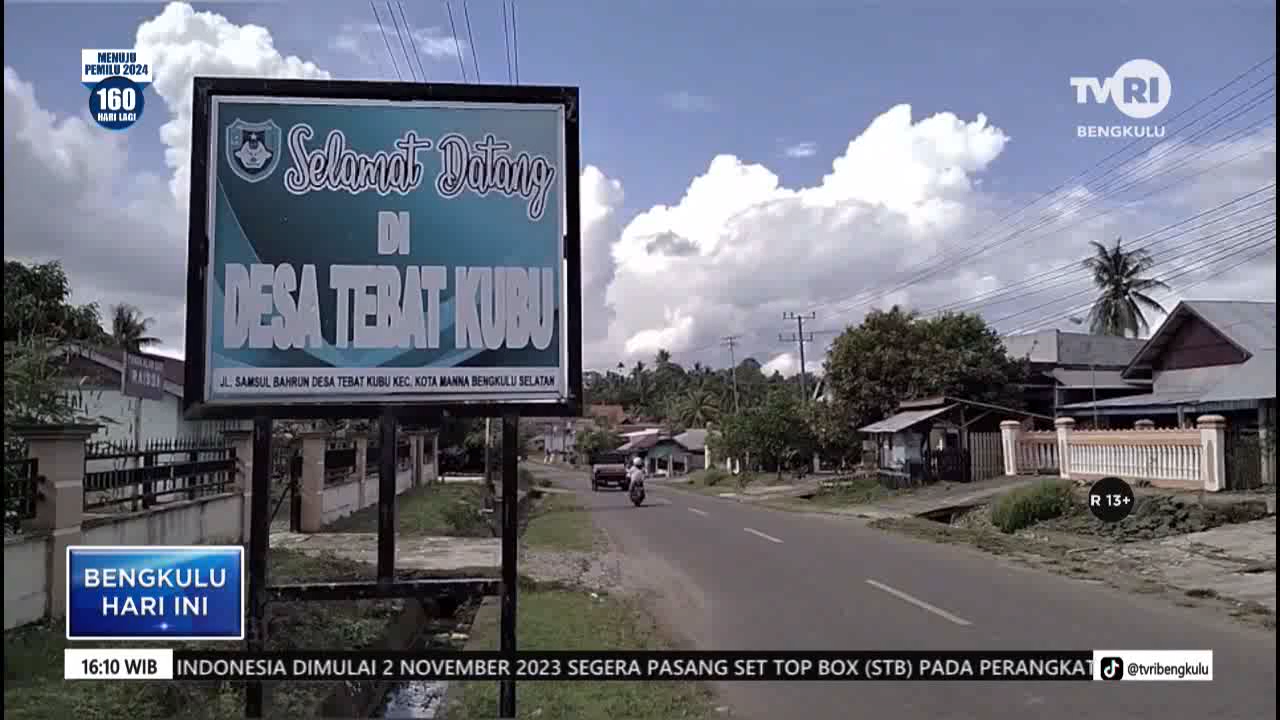 MENUJU
PEMILU 2024
160
HARI LAGI
TVRI
BENGKULU
Selamat Datang
DI
DESA TEBAT KUBU
JL. SAMSUL BAHRUN DESA TEBAT KUBU KEC. KOTA MANNA BENGKULU SELATAN
R 13+
BENGKULU
HARI INI
16:10 WIB
INDONESIA DIMULAI 2 NOVEMBER 2023 SEGERA PASANG SET TOP BOX (STB) PADA PERANGKAT
@tvribengkulu